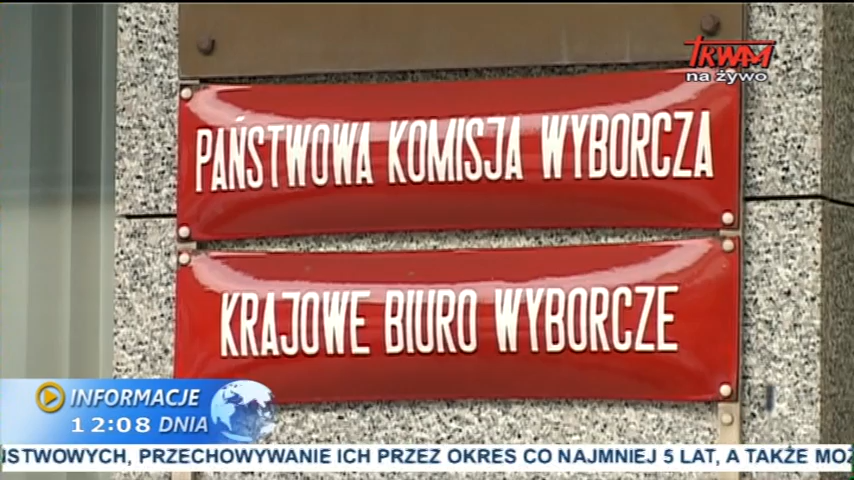 TRWAM
na żywo
PAŃSTWOWA KOMISJA WYBORCZA
KRAJOWE BIURO WYBORCZE
INFORMACJE
12:08 DNIA
ŃSTWOWYCH, PRZECHOWYWANIE ICH PRZEZ OKRES CO NAJMNIEJ 5 LAT, A TAKŻE MOŻ